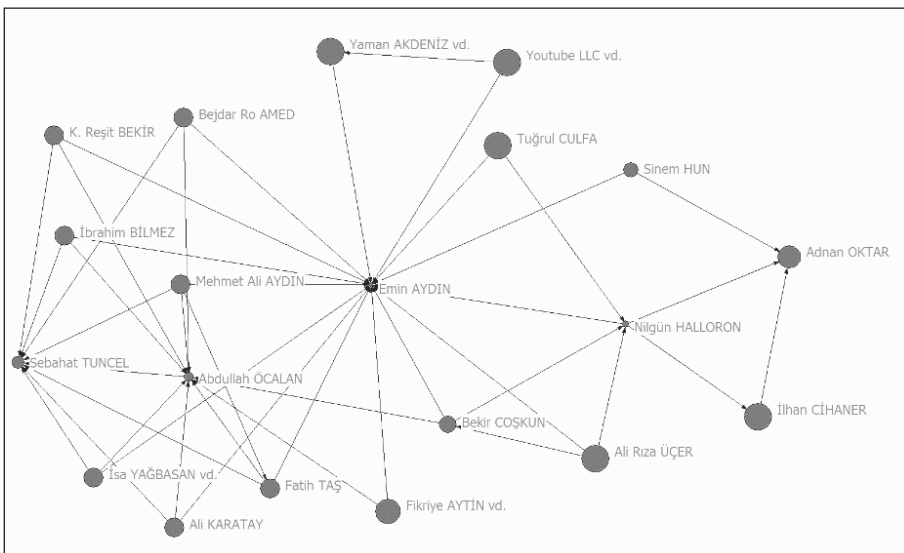 Yaman AKDENİZ vd.
Youtube LLC vd.
Bejdar Ro AMED
K. Reşit BEKİR
Tuğrul CULFA
Sinem HUN
İbrahim BİLMEZ
Adnan OKTAR
Mehmet Ali AYDIN
Emin AYDIN
Nilgün HALLORON
Sebahat TUNCEL
Abdullah ÖCALAN
İlhan CİHANER
Bekir COŞKUN
Ali Rıza ÜÇER
İsa YAĞBASAN vd.
Fatih TAŞ
Fikriye AYTİN vd.
Ali KARATAY